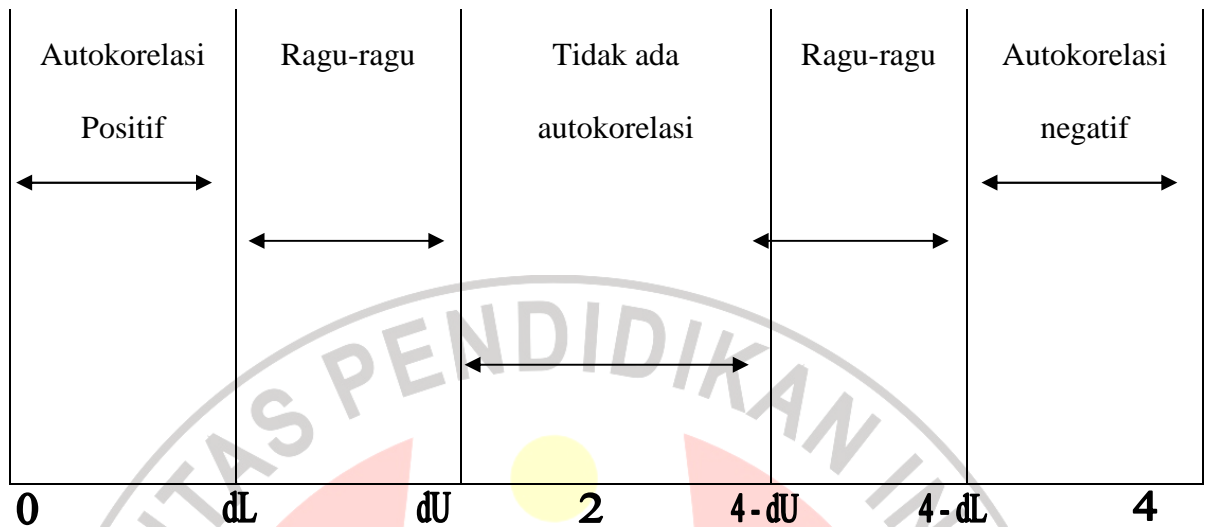 Autokorelasi
Positif
Ragu-ragu
Tidak ada
autokorelasi
Ragu-ragu
Autokorelasi
negatif
0 dL dU 2 4-dU 4-dL 4
PENDIDIKAN